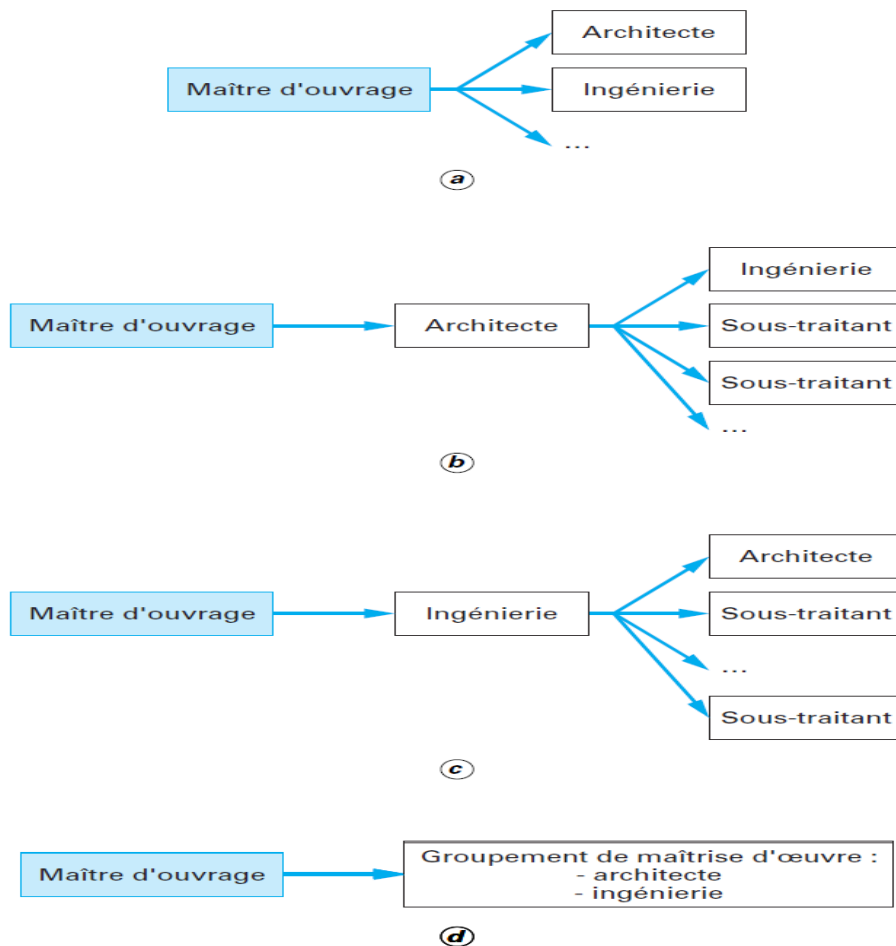 Architecte
Maître d'ouvrage
Ingénierie
...
a
Ingénierie
Maître d'ouvrage
Architecte
Sous-traitant
Sous-traitant
...
b
Architecte
Maître d'ouvrage
Ingénierie
Sous-traitant
...
Sous-traitant
c
Maître d'ouvrage
Groupement de maîtrise d'œuvre :
- architecte
- ingénierie
d